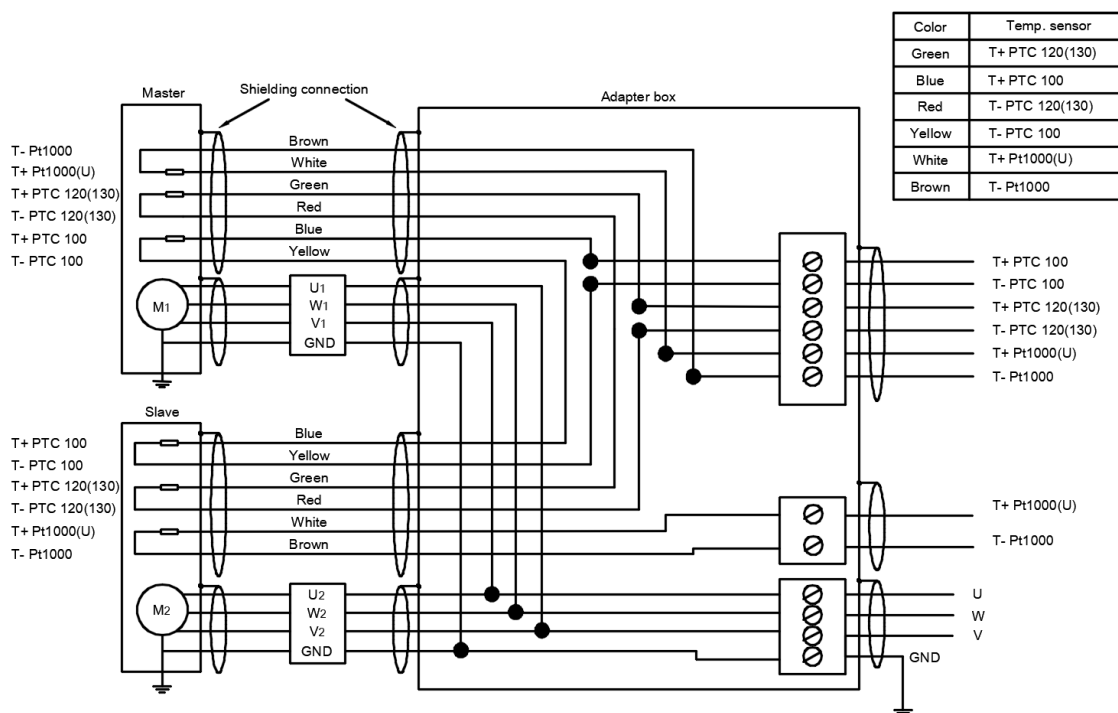 Color Temp. sensor
Green T+ PTC 120(130)
Blue T+ PTC 100
Red T- PTC 120(130)
Yellow T- PTC 100
White T+ Pt1000(U)
Brown T- Pt1000
Master
Shielding connection
Adapter box
T- Pt1000
T+ Pt1000(U)
T+ PTC 120(130)
T- PTC 120(130)
T+ PTC 100
T- PTC 100
Brown
White
Green
Red
Blue
Yellow
M1
U1
W1
V1
GND
T+ PTC 100
T- PTC 100
T+ PTC 120(130)
T- PTC 120(130)
T+ Pt1000(U)
T- Pt1000
Slave
T+ PTC 100
T- PTC 100
T+ PTC 120(130)
T- PTC 120(130)
T+ Pt1000(U)
T- Pt1000
Blue
Yellow
Green
Red
White
Brown
T+ Pt1000(U)
T- Pt1000
M2
U2
W2
V2
GND
U
W
V
GND